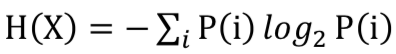 H(X) = −∑ᵢ P(i) log₂ P(i)